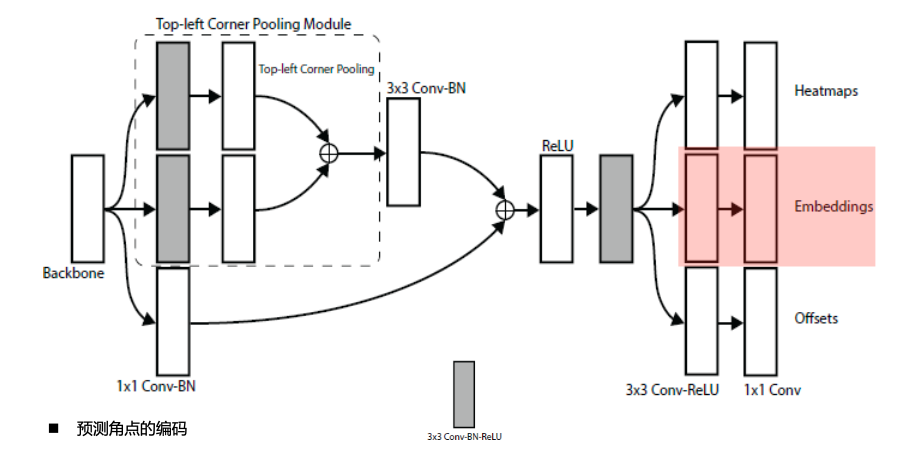 Top-left Corner Pooling Module
Top-left Corner Pooling
3x3 Conv-BN
Heatmaps
ReLU
Embeddings
Backbone
Offsets
1x1 Conv-BN
3x3 Conv-ReLU
1x1 Conv
■ 预测角点的编码
3x3 Conv-BN-ReLU